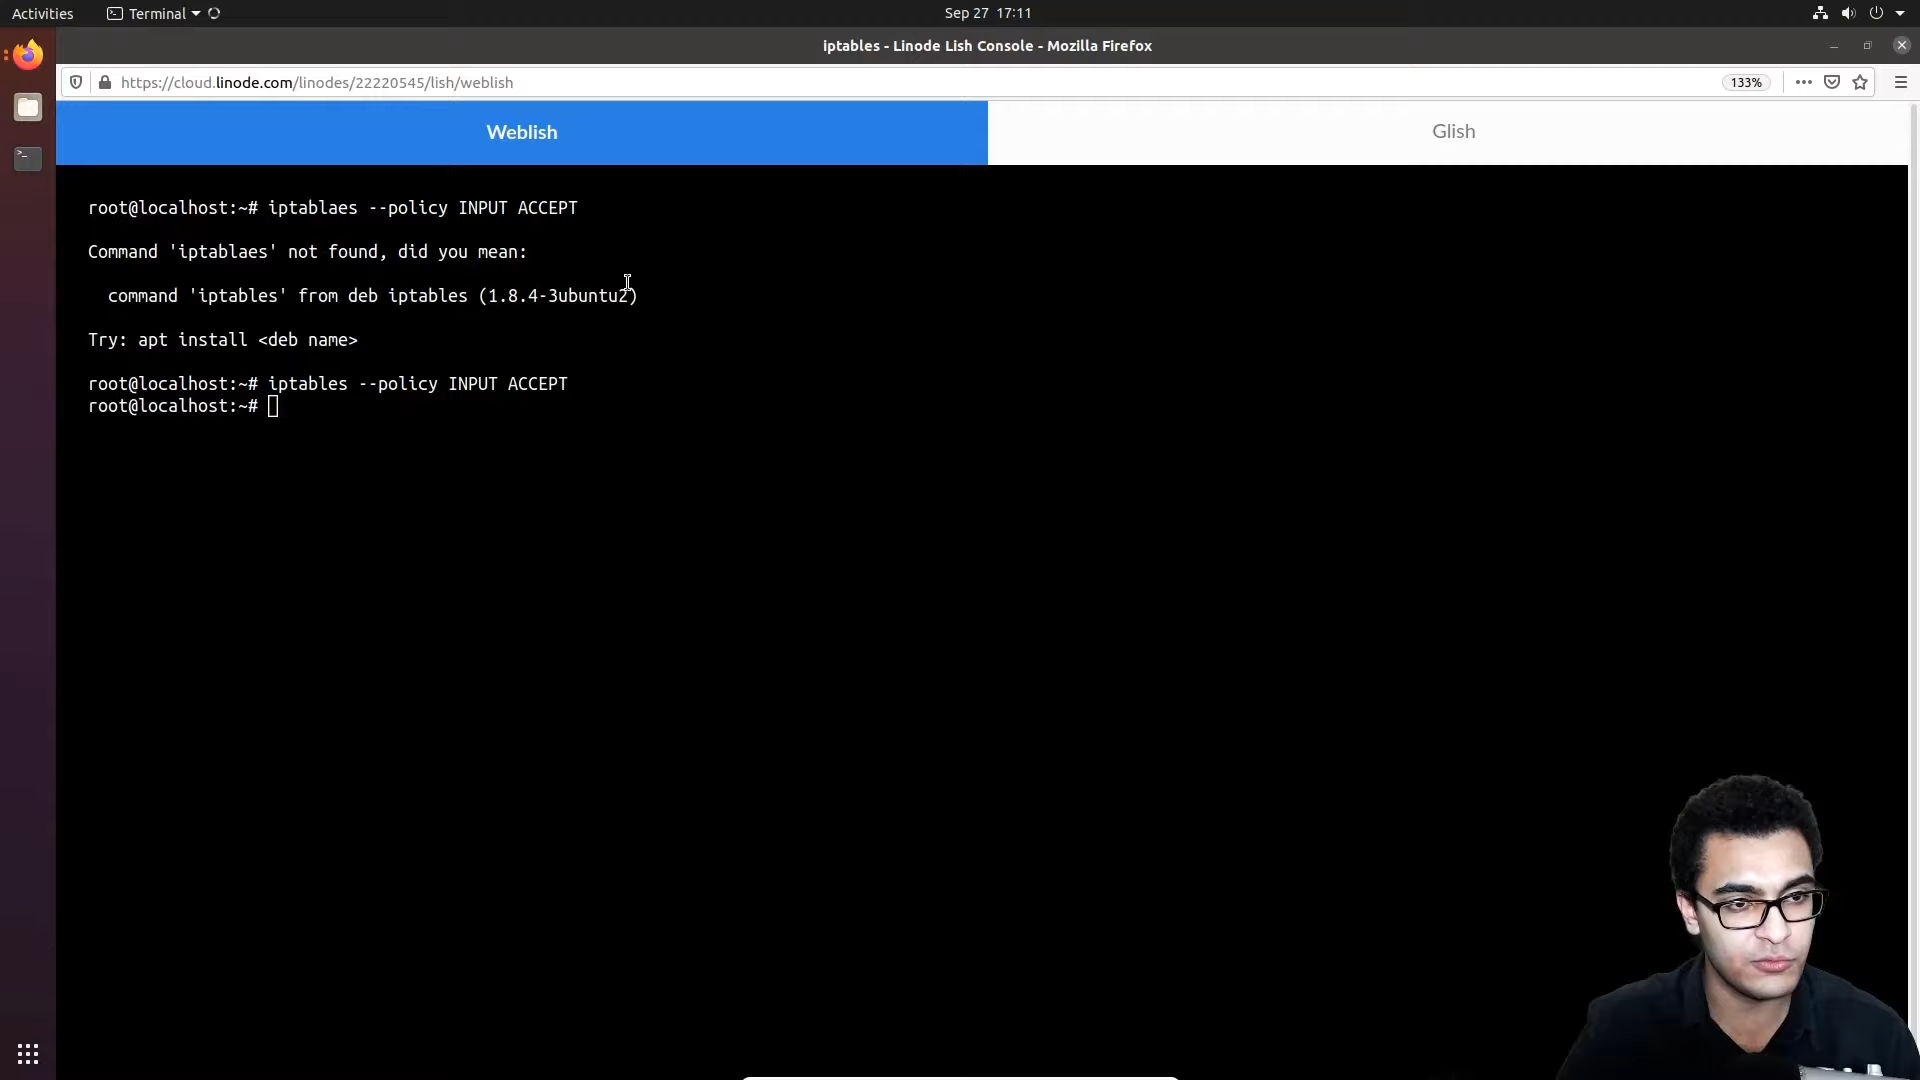 Activities
Terminal
Sep 27 17:11
iptables - Linode Lish Console - Mozilla Firefox
https://cloud.linode.com/linodes/22220545/lish/weblish
133%
Weblish
Glish
root@localhost:~# iptablaes --policy INPUT ACCEPT
Command 'iptablaes' not found, did you mean:
command 'iptables' from deb iptables (1.8.4-3ubuntu2)
Try: apt install <deb name>
root@localhost:~# iptables --policy INPUT ACCEPT
root@localhost:~#